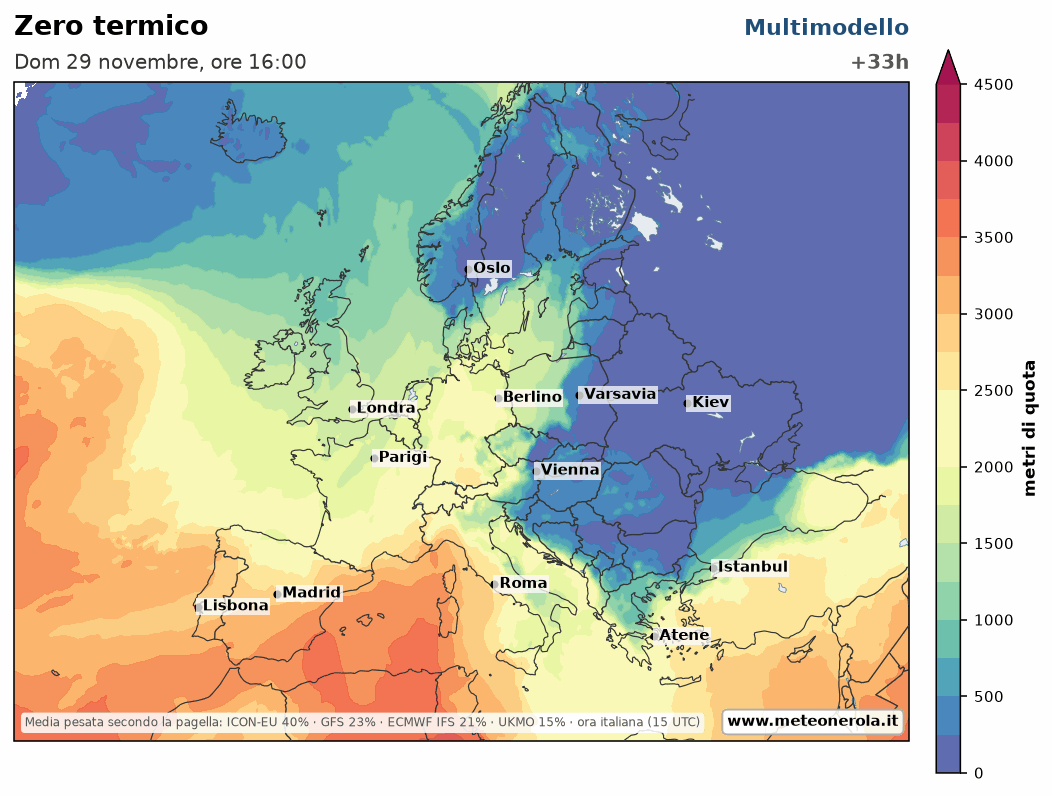 Zero termico
Multimodello
Dom 29 novembre, ore 16:00
+33h
4500
4000
3500
3000
2500
2000
1500
1000
500
0
metri di quota
Oslo
Berlino
Varsavia
Kiev
Londra
Parigi
Vienna
Istanbul
Roma
Madrid
Lisbona
Atene
Media pesata secondo la pagella: ICON-EU 40% · GFS 23% · ECMWF IFS 21% · UKMO 15% · ora italiana (15 UTC)
www.meteonerola.it